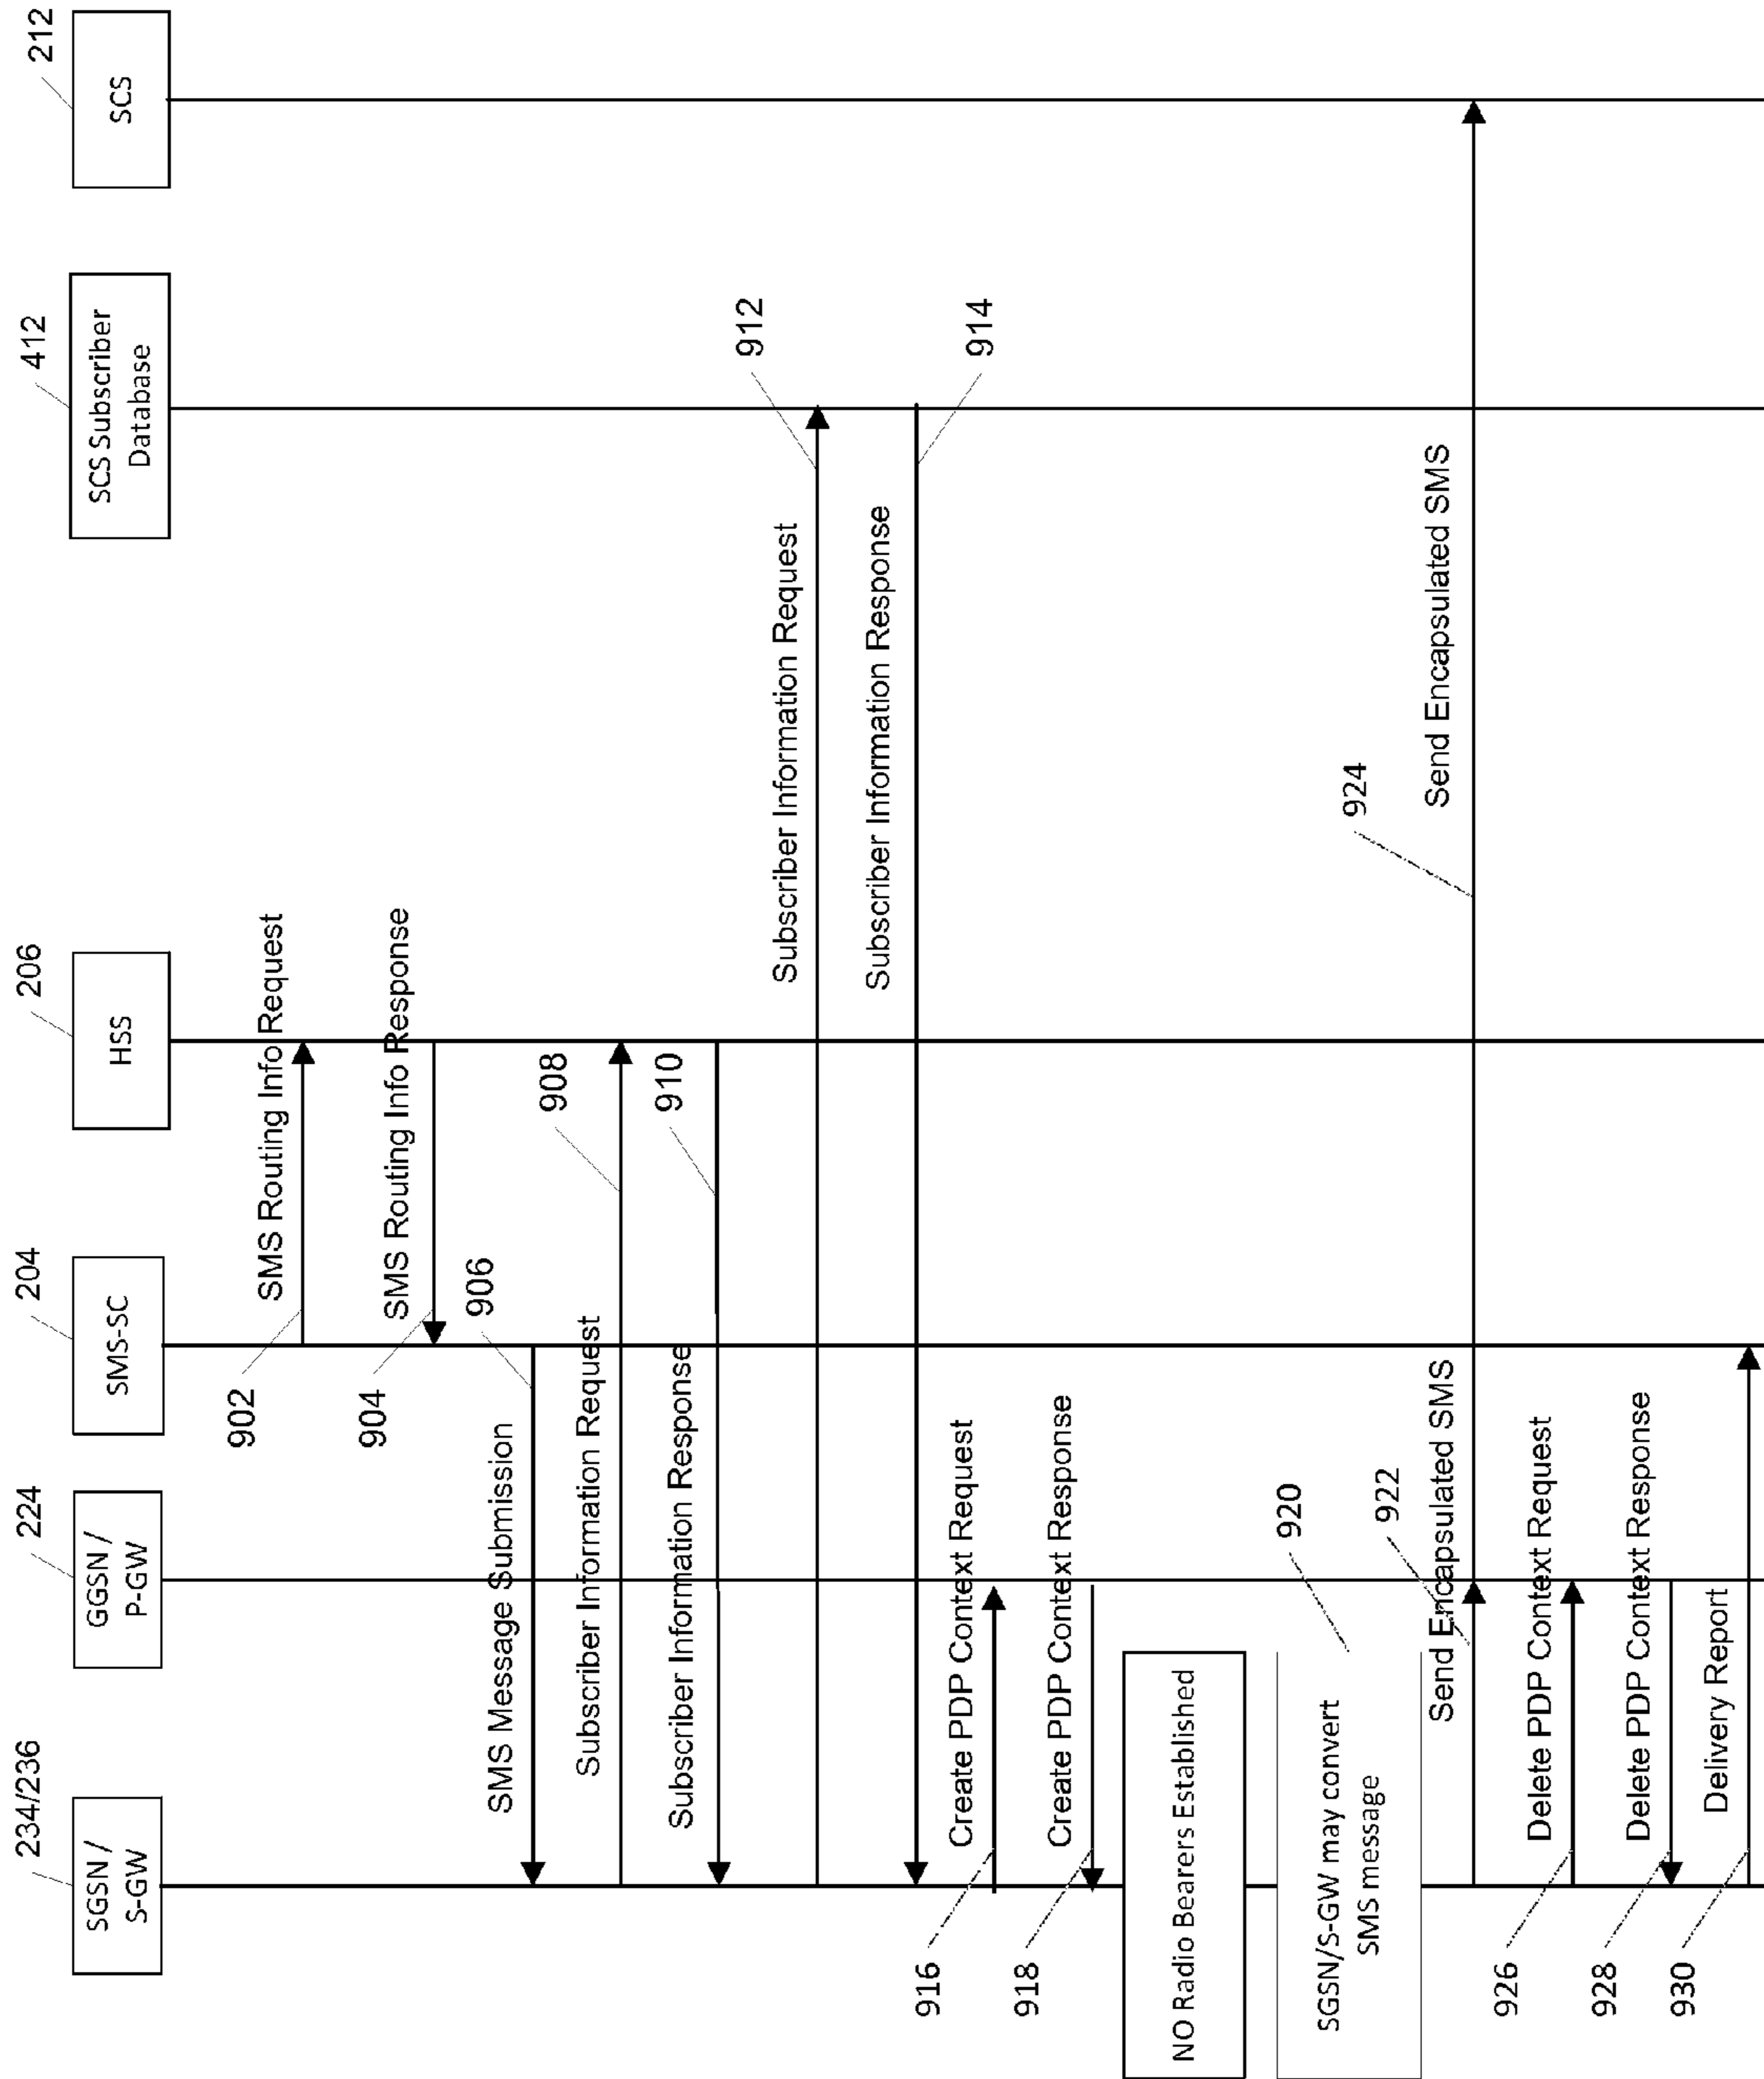 234/236
224
204
206
412
212
SGSN /
S-GW
GGSN /
P-GW
SMS-SC
HSS
SCS Subscriber
Database
SCS
902
SMS Routing Info Request
904
SMS Routing Info Response
SMS Message Submission
906
Subscriber Information Request
908
Subscriber Information Response
910
Subscriber Information Request
912
Subscriber Information Response
914
916
Create PDP Context Request
918
Create PDP Context Response
NO Radio Bearers Established
SGSN/S-GW may convert
SMS message
920
Send Encapsulated SMS
922
924
Send Encapsulated SMS
926
Delete PDP Context Request
928
Delete PDP Context Response
930
Delivery Report